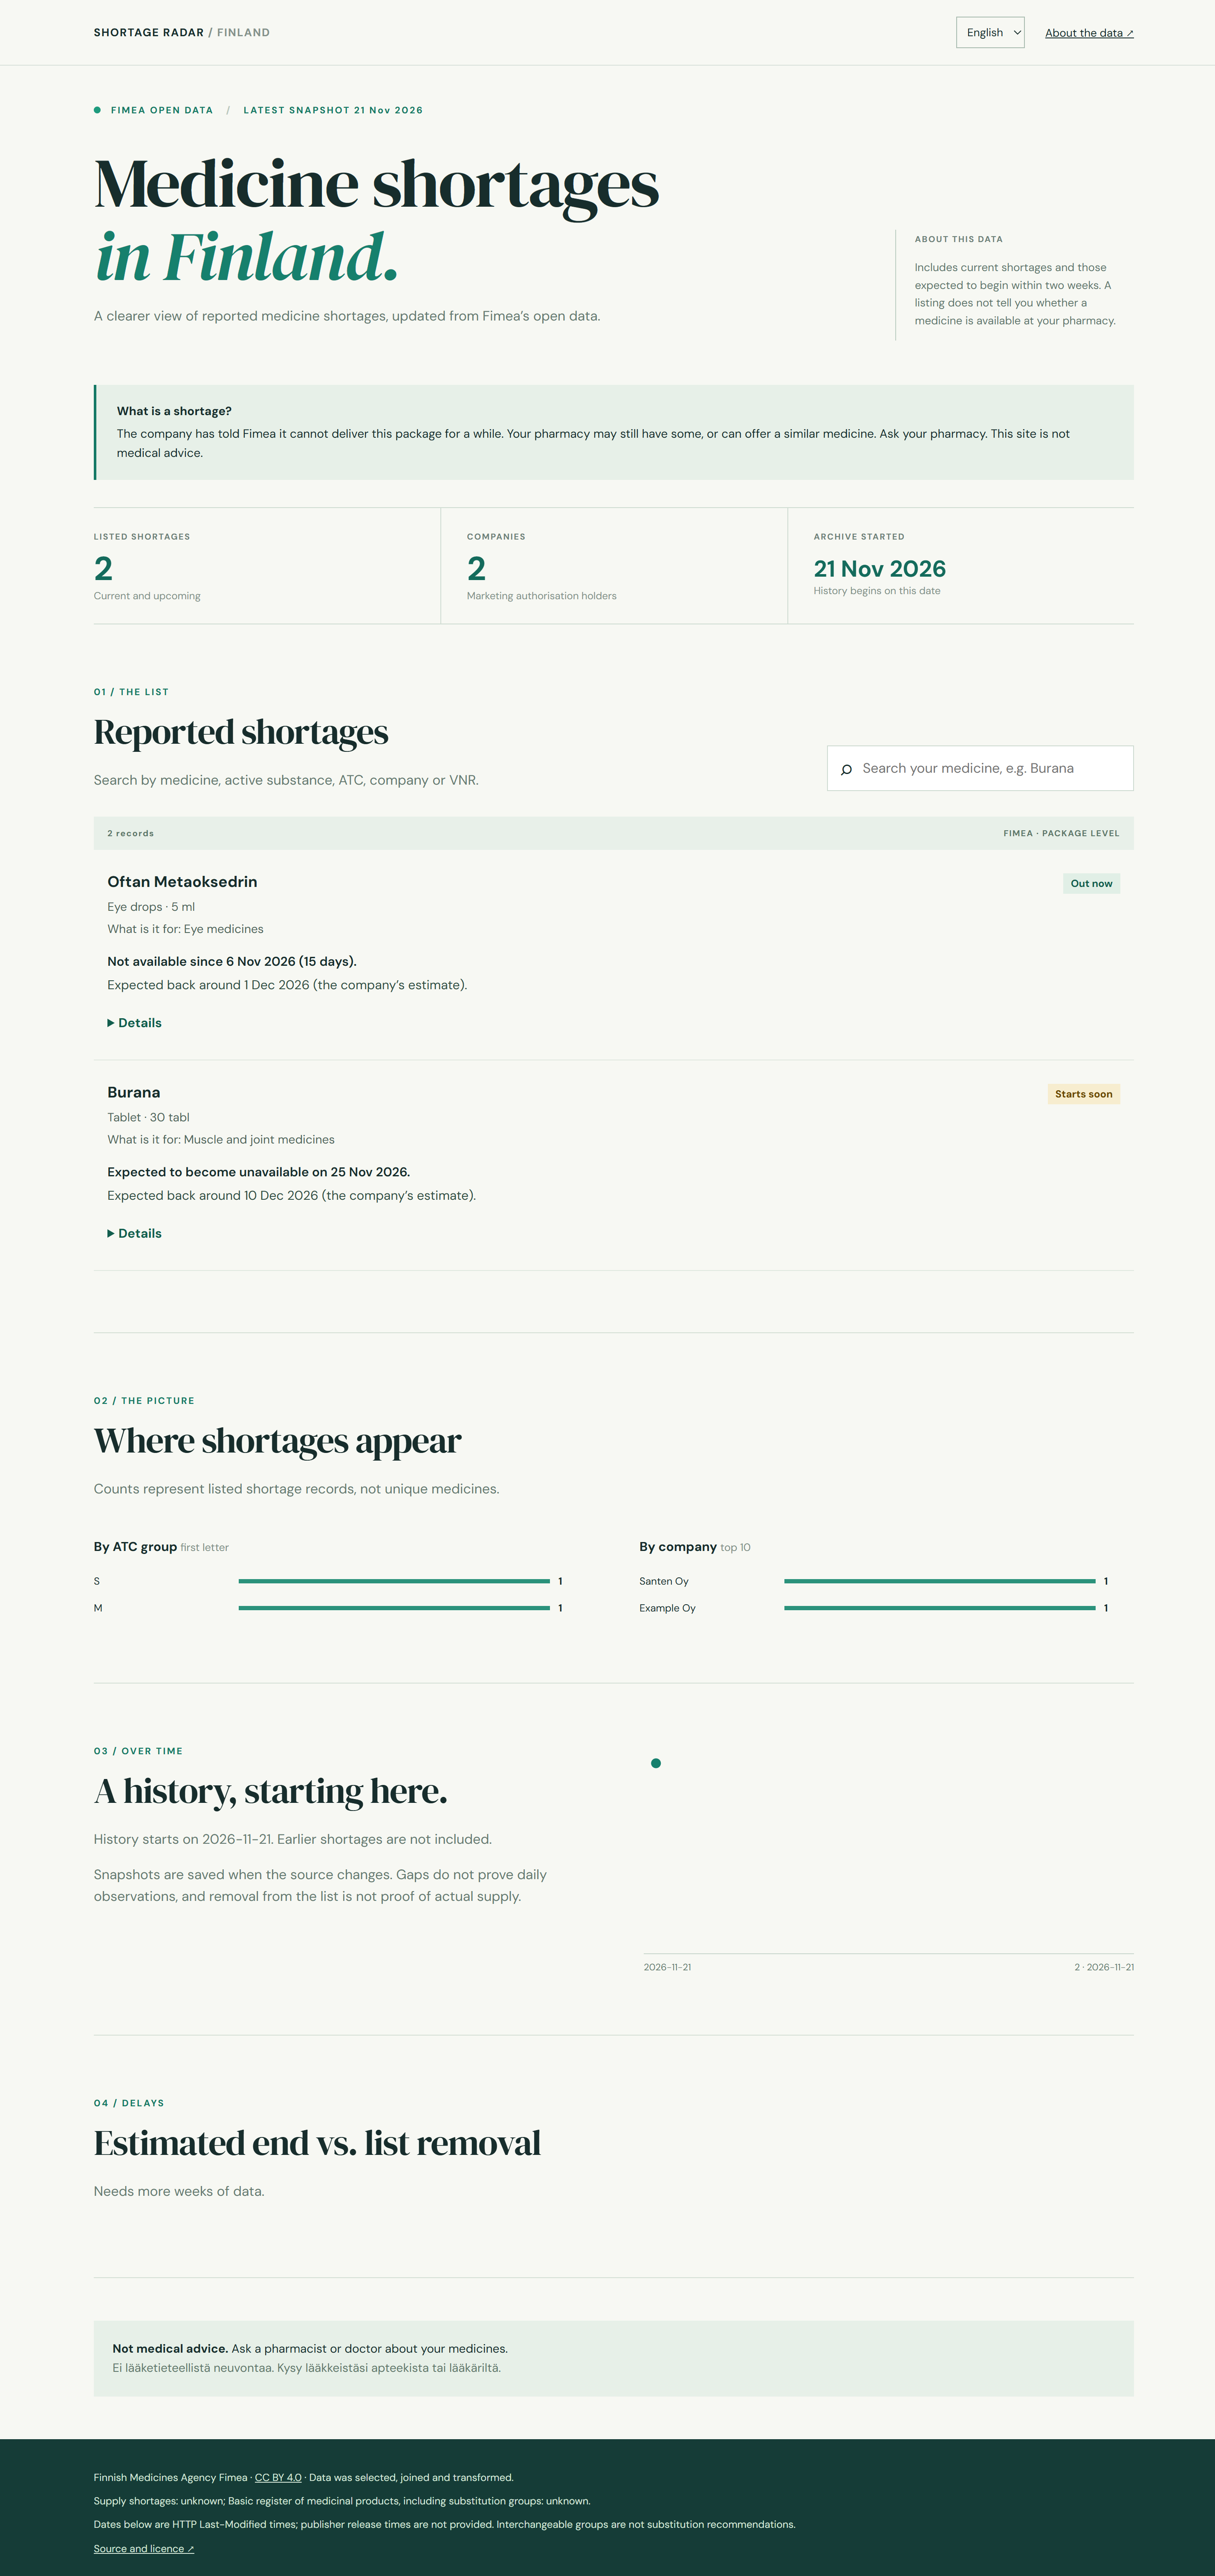 SHORTAGE RADAR / FINLAND
English
About the data ↗
FIMEA OPEN DATA / LATEST SNAPSHOT 21 Nov 2026
Medicine shortages
in Finland.
A clearer view of reported medicine shortages, updated from Fimea’s open data.
ABOUT THIS DATA
Includes current shortages and those
expected to begin within two weeks. A
listing does not tell you whether a
medicine is available at your pharmacy.
What is a shortage?
The company has told Fimea it cannot deliver this package for a while. Your pharmacy may still have some, or can offer a similar medicine. Ask your pharmacy. This site is not
medical advice.
LISTED SHORTAGES
2
Current and upcoming
COMPANIES
2
Marketing authorisation holders
ARCHIVE STARTED
21 Nov 2026
History begins on this date
01 / THE LIST
Reported shortages
Search by medicine, active substance, ATC, company or VNR.
Search your medicine, e.g. Burana
2 records
FIMEA · PACKAGE LEVEL
Oftan Metaoksedrin
Out now
Eye drops · 5 ml
What is it for: Eye medicines
Not available since 6 Nov 2026 (15 days).
Expected back around 1 Dec 2026 (the company’s estimate).
Details
Burana
Starts soon
Tablet · 30 tabl
What is it for: Muscle and joint medicines
Expected to become unavailable on 25 Nov 2026.
Expected back around 10 Dec 2026 (the company’s estimate).
Details
02 / THE PICTURE
Where shortages appear
Counts represent listed shortage records, not unique medicines.
By ATC group first letter
S 1
M 1
By company top 10
Santen Oy 1
Example Oy 1
03 / OVER TIME
A history, starting here.
History starts on 2026-11-21. Earlier shortages are not included.
Snapshots are saved when the source changes. Gaps do not prove daily
observations, and removal from the list is not proof of actual supply.
2026-11-21
2 · 2026-11-21
04 / DELAYS
Estimated end vs. list removal
Needs more weeks of data.
Not medical advice. Ask a pharmacist or doctor about your medicines.
Ei lääketieteellistä neuvontaa. Kysy lääkkeistäsi apteekista tai lääkäriltä.
Finnish Medicines Agency Fimea · CC BY 4.0 · Data was selected, joined and transformed.
Supply shortages: unknown; Basic register of medicinal products, including substitution groups: unknown.
Dates below are HTTP Last-Modified times; publisher release times are not provided. Interchangeable groups are not substitution recommendations.
Source and licence ↗